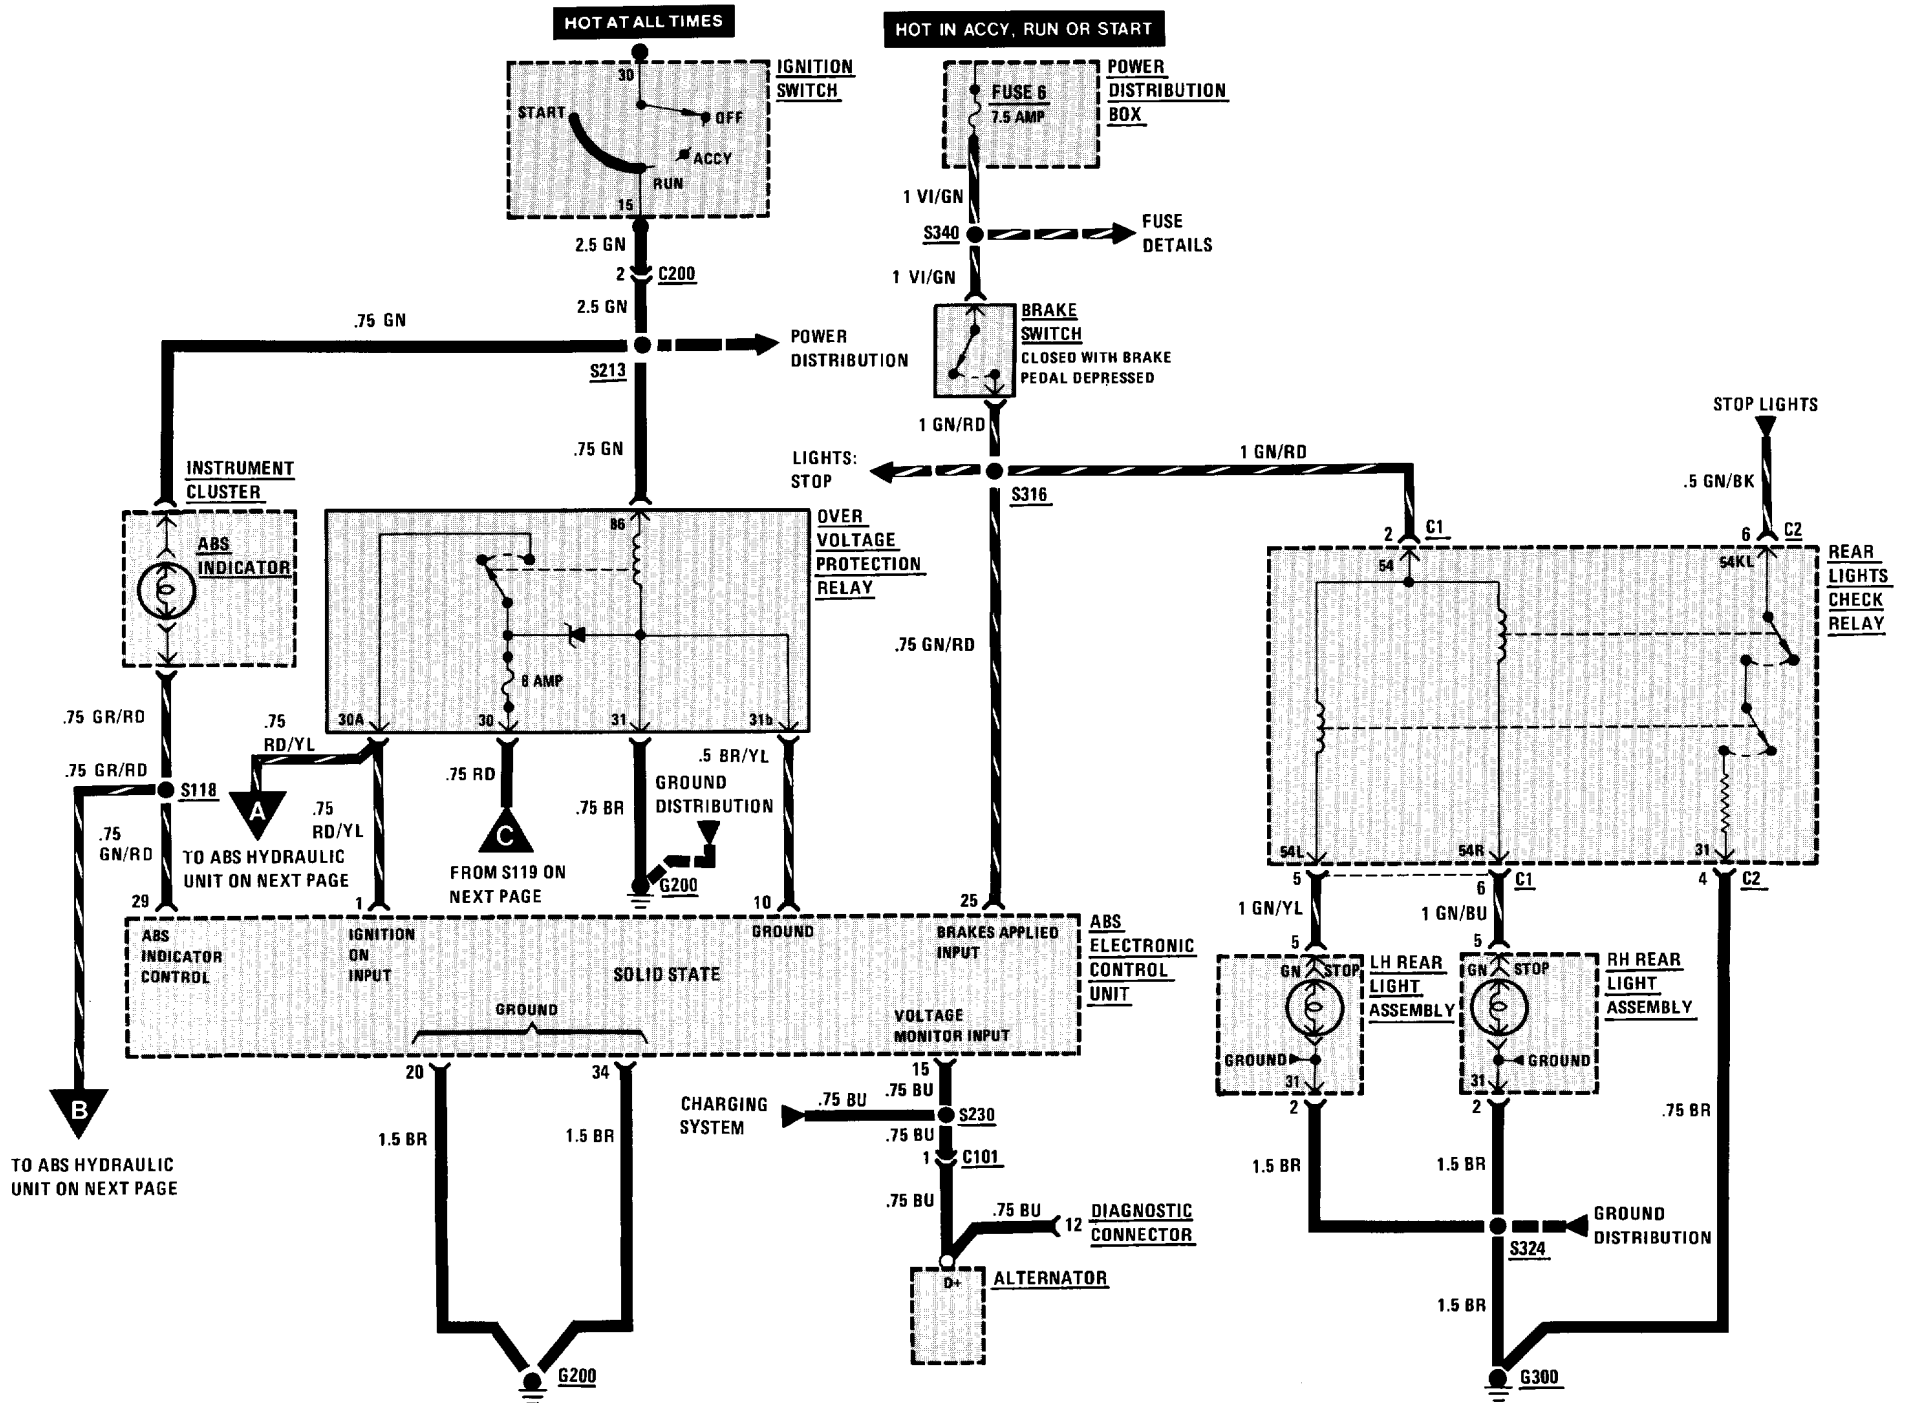 HOT AT ALL TIMES
HOT IN ACCY, RUN OR START
30
IGNITION
SWITCH
START
OFF
ACCY
RUN
15
FUSE 6
7.5 AMP
POWER
DISTRIBUTION
BOX
1 VI/GN
2.5 GN
S340
FUSE
DETAILS
2
C200
1 VI/GN
2.5 GN
.75 GN
POWER
DISTRIBUTION
S213
BRAKE
SWITCH
CLOSED WITH BRAKE
PEDAL DEPRESSED
STOP LIGHTS
1 GN/RD
.75 GN
LIGHTS:
STOP
1 GN/RD
S316
.5 GN/BK
INSTRUMENT
CLUSTER
ABS
INDICATOR
86
OVER
VOLTAGE
PROTECTION
RELAY
2
C1
6
C2
54
54KL
REAR
LIGHTS
CHECK
RELAY
.75 GN/RD
8 AMP
30A
30
31
31b
.75 GR/RD
.75
RD/YL
.75 GR/RD
S118
A
.75
GN/RD
.75
RD/YL
TO ABS HYDRAULIC
UNIT ON NEXT PAGE
.75 RD
C
FROM S119 ON
NEXT PAGE
.75 BR
.5 BR/YL
GROUND
DISTRIBUTION
G200
54L
54R
31
5
6
C1
4
C2
1 GN/YL
1 GN/BU
29
1
10
25
ABS
INDICATOR
CONTROL
IGNITION
ON
INPUT
GROUND
BRAKES APPLIED
INPUT
SOLID STATE
GROUND
VOLTAGE
MONITOR INPUT
ABS
ELECTRONIC
CONTROL
UNIT
5
5
GN
STOP
LH REAR
LIGHT
ASSEMBLY
GN
STOP
RH REAR
LIGHT
ASSEMBLY
GROUND
31
GROUND
31
2
2
20
34
15
.75 BU
B
TO ABS HYDRAULIC
UNIT ON NEXT PAGE
1.5 BR
1.5 BR
CHARGING
SYSTEM
.75 BU
S230
.75 BU
1
C101
.75 BU
.75 BU
12
DIAGNOSTIC
CONNECTOR
D+
ALTERNATOR
.75 BR
1.5 BR
1.5 BR
GROUND
DISTRIBUTION
S324
1.5 BR
G200
G300